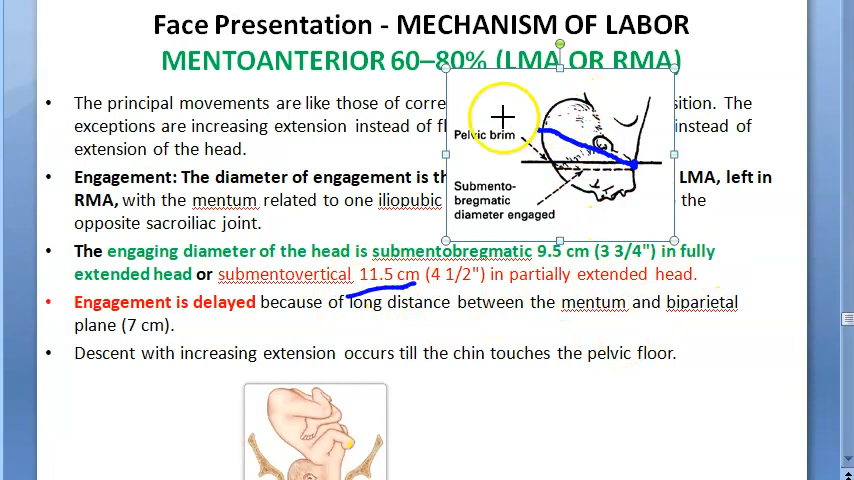 Face Presentation - MECHANISM OF LABOR
MENTOANTERIOR 60–80% (LMA OR RMA)
• The principal movements are like those of corre sition. The
exceptions are increasing extension instead of fl instead of
extension of the head.
• Engagement: The diameter of engagement is th LMA, left in
RMA, with the mentum related to one iliopubic the
opposite sacroiliac joint.
Pelvic brim
Submento-
bregmatic
diameter engaged
• The engaging diameter of the head is submentobregmatic 9.5 cm (3 3/4") in fully
extended head or submentovertical 11.5 cm (4 1/2") in partially extended head.
• Engagement is delayed because of long distance between the mentum and biparietal
plane (7 cm).
• Descent with increasing extension occurs till the chin touches the pelvic floor.